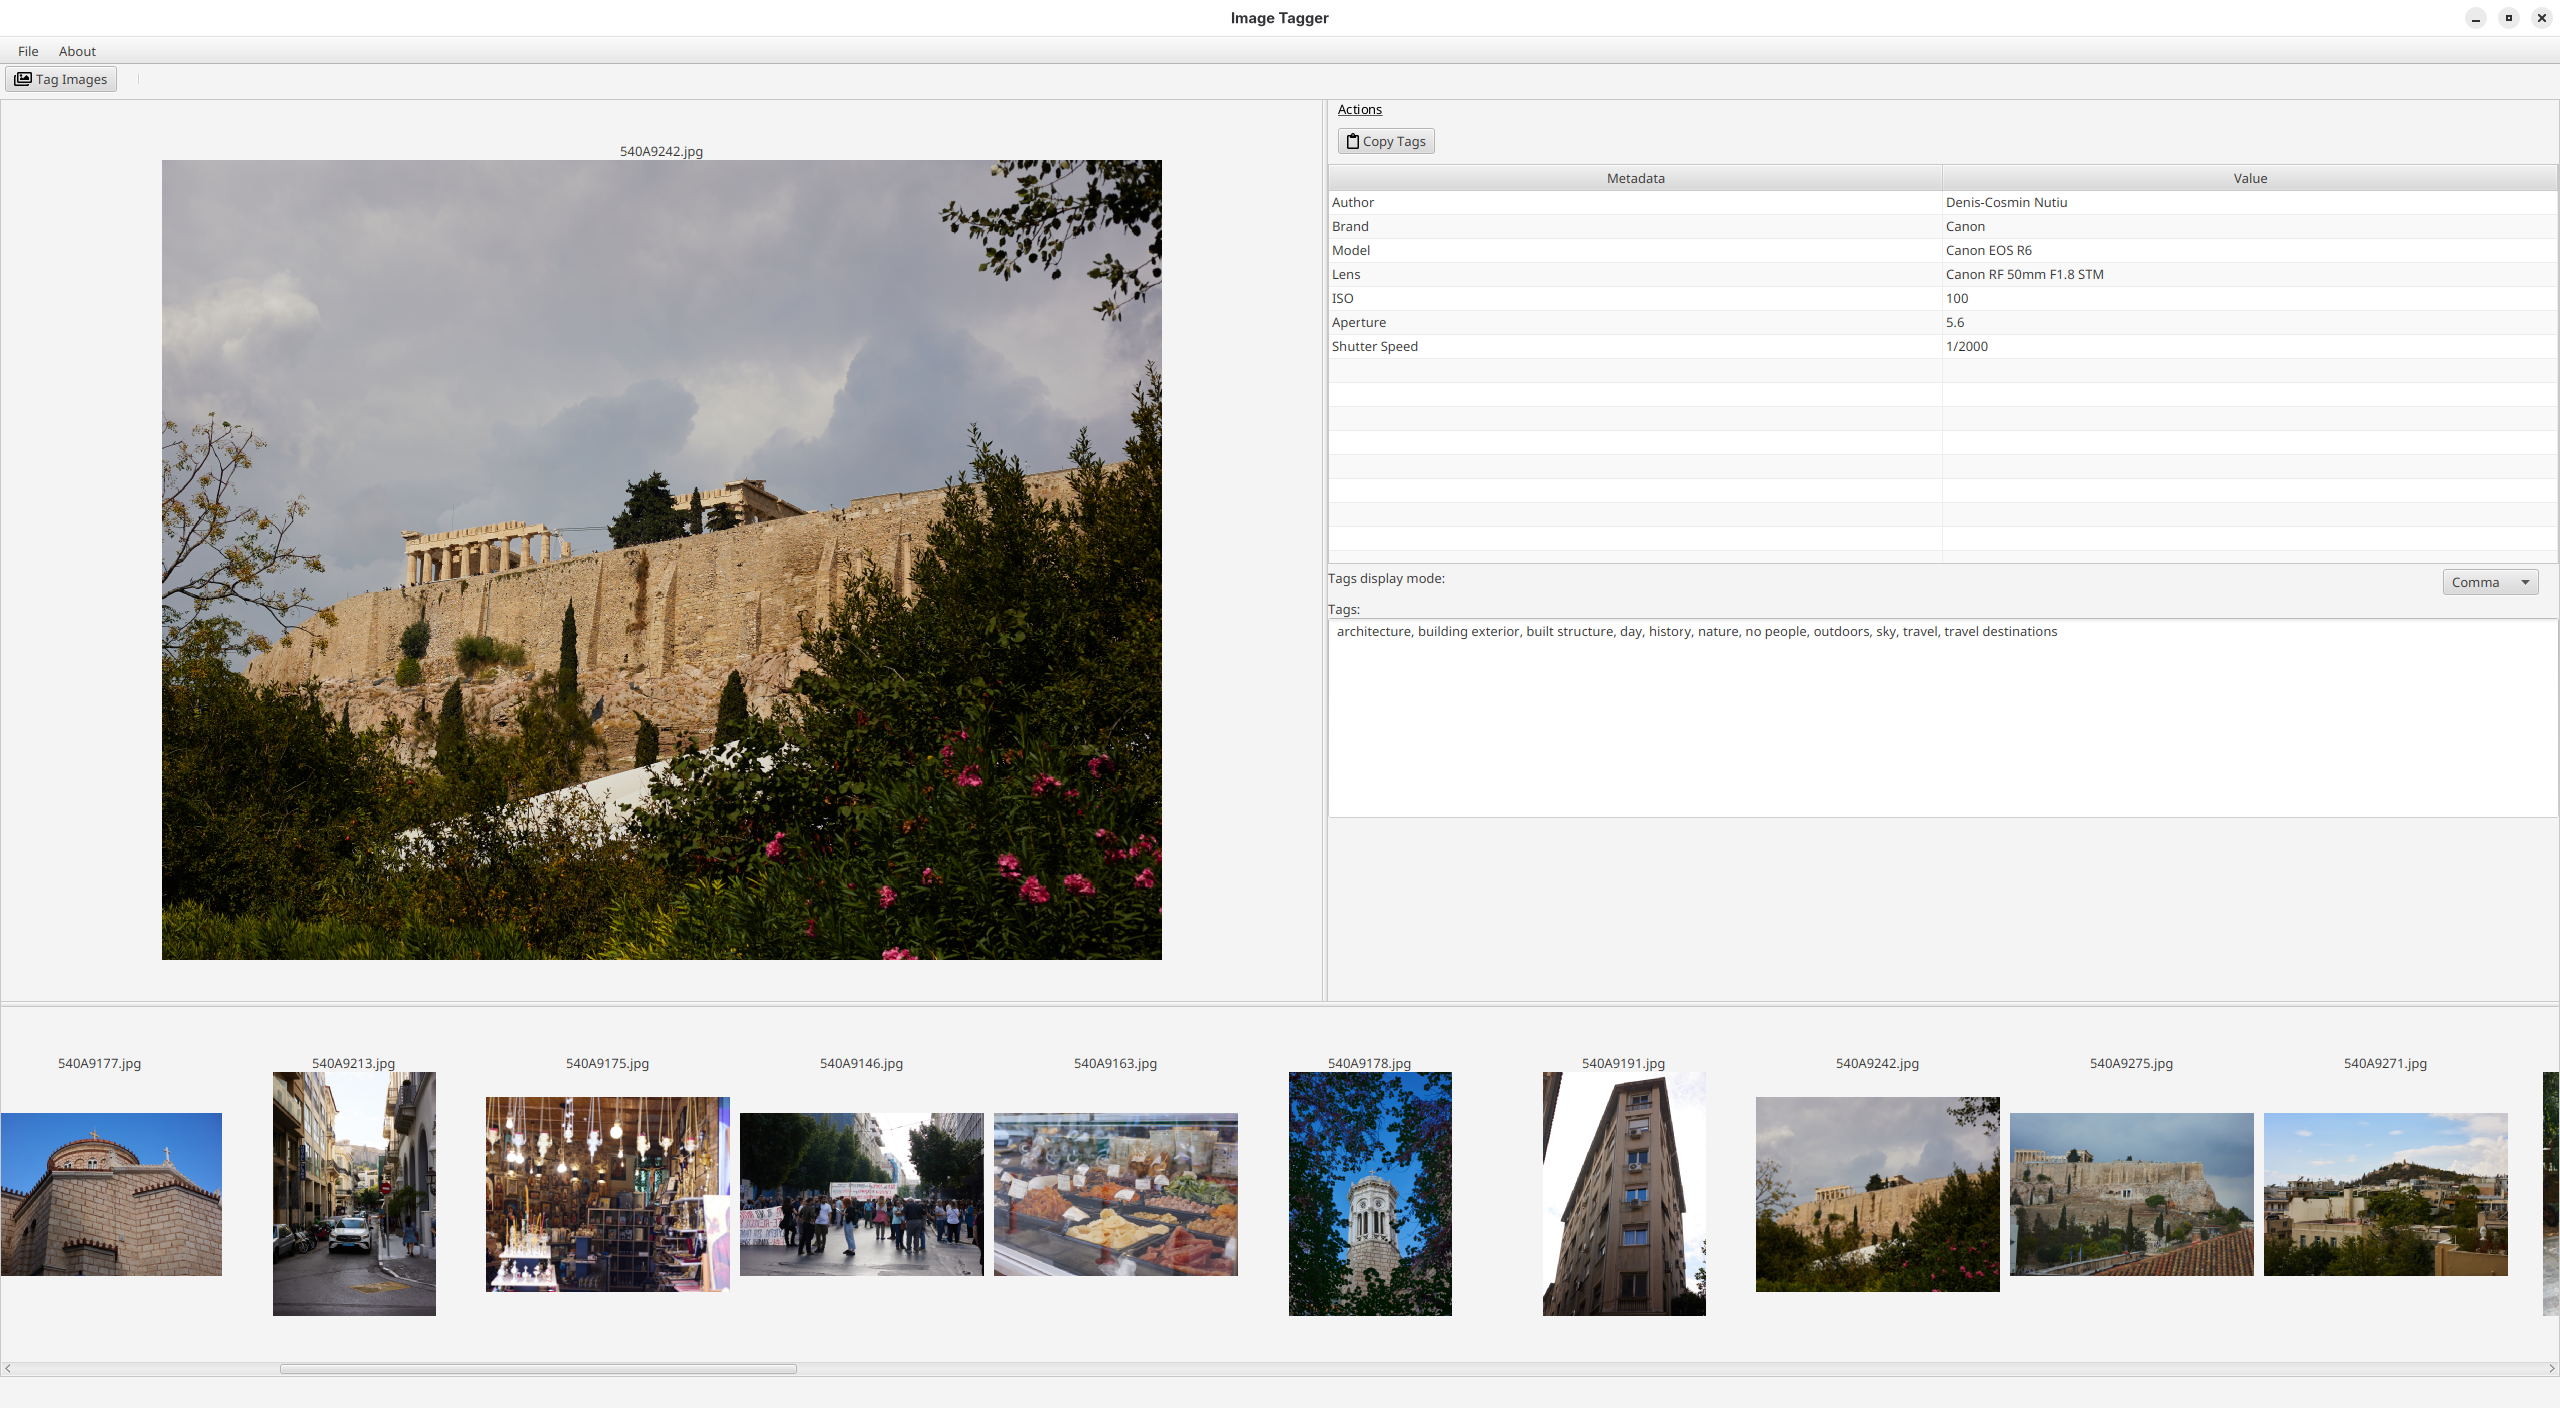 Image Tagger
File About
Tag Images
540A9242.jpg
Actions
Copy Tags
Metadata Value
Author Denis-Cosmin Nutiu
Brand Canon
Model Canon EOS R6
Lens Canon RF 50mm F1.8 STM
ISO 100
Aperture 5.6
Shutter Speed 1/2000
Tags display mode: Comma
Tags:
architecture, building exterior, built structure, day, history, nature, no people, outdoors, sky, travel, travel destinations
540A9177.jpg 540A9213.jpg 540A9175.jpg 540A9146.jpg 540A9163.jpg 540A9178.jpg 540A9191.jpg 540A9242.jpg 540A9275.jpg 540A9271.jpg